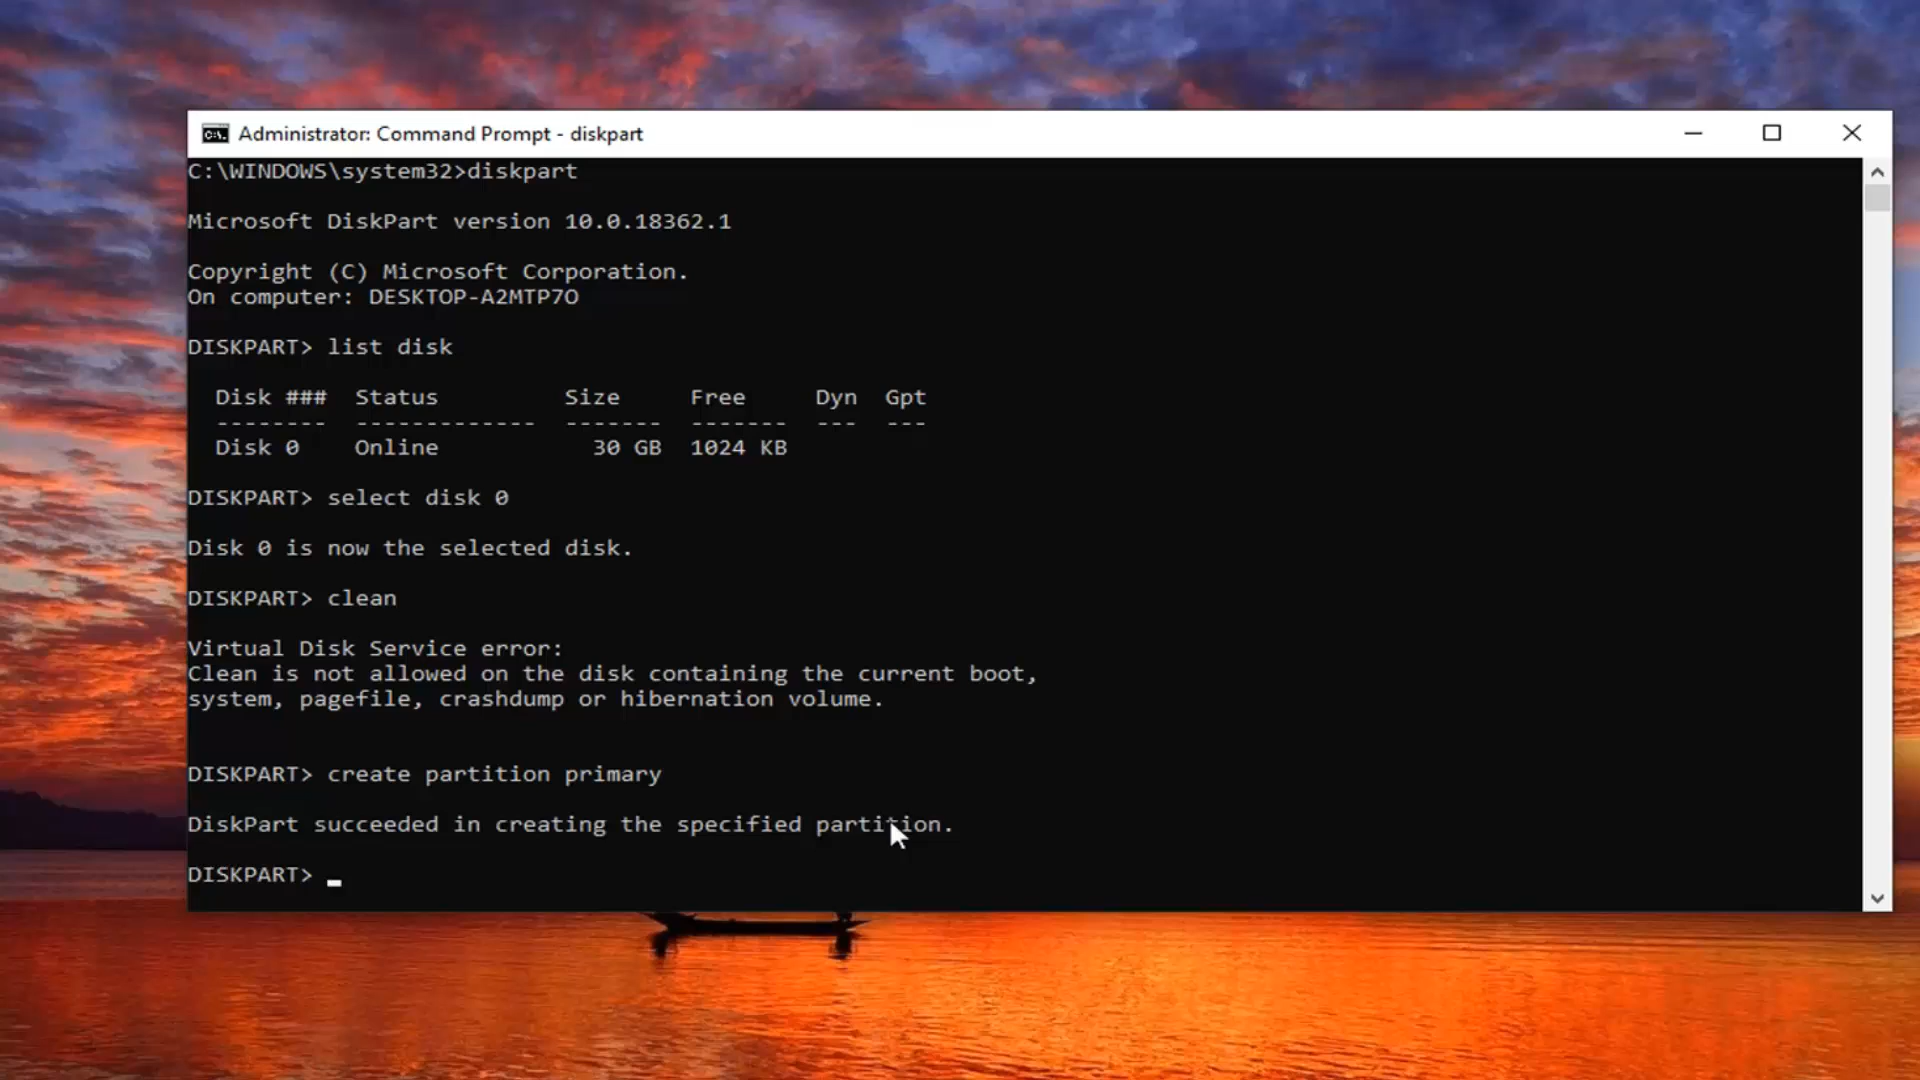 Administrator: Command Prompt - diskpart
C:\WINDOWS\system32>diskpart
Microsoft DiskPart version 10.0.18362.1
Copyright (C) Microsoft Corporation.
On computer: DESKTOP-A2MTP7O
DISKPART> list disk
Disk ###  Status         Size     Free     Dyn  Gpt
--------  -------------  -------  -------  ---  ---
Disk 0    Online           30 GB  1024 KB
DISKPART> select disk 0
Disk 0 is now the selected disk.
DISKPART> clean
Virtual Disk Service error:
Clean is not allowed on the disk containing the current boot,
system, pagefile, crashdump or hibernation volume.
DISKPART> create partition primary
DiskPart succeeded in creating the specified partition.
DISKPART>